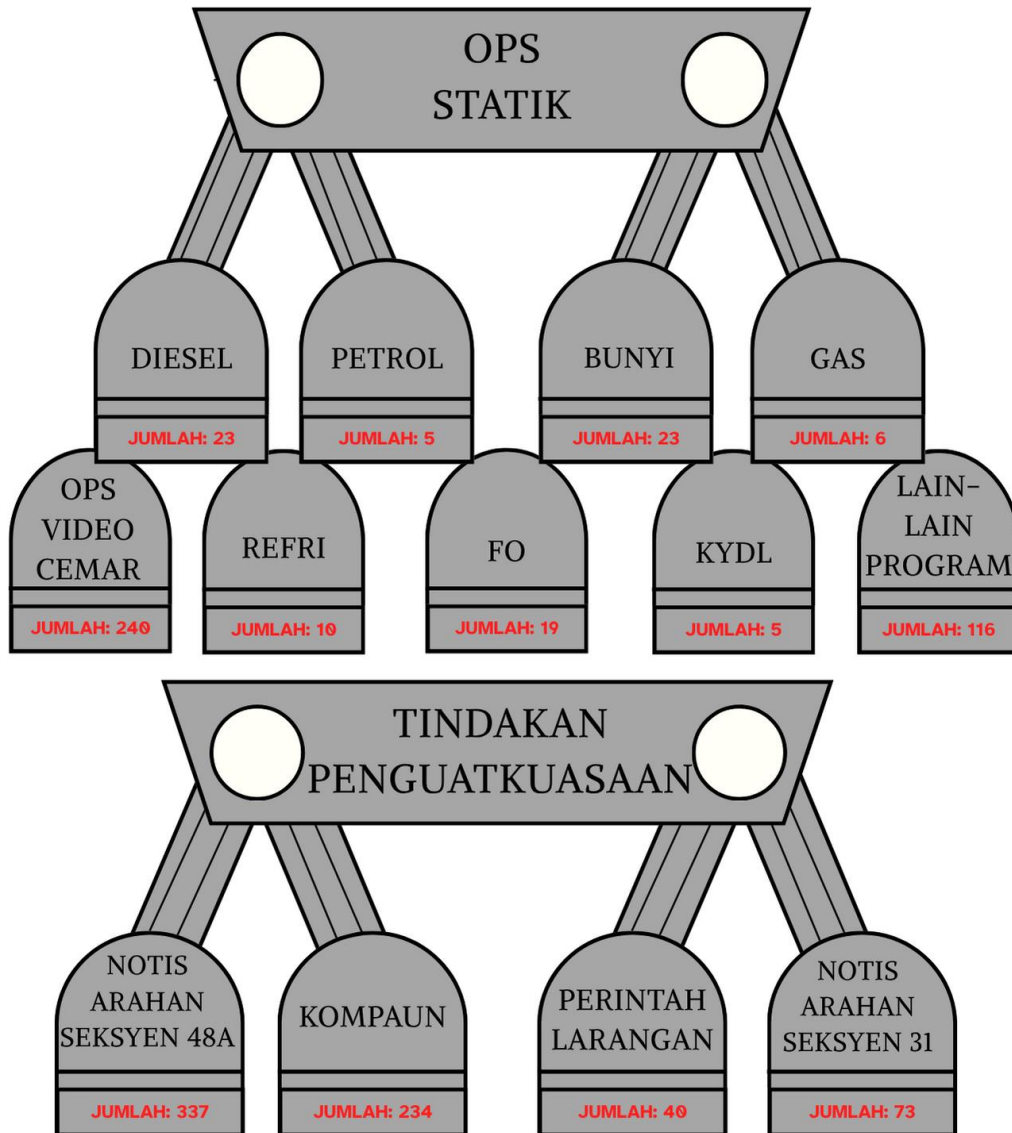 OPS
STATIK
DIESEL
JUMLAH: 23
PETROL
JUMLAH: 5
BUNYI
JUMLAH: 23
GAS
JUMLAH: 6
OPS
VIDEO
CEMAR
JUMLAH: 240
REFRI
JUMLAH: 10
FO
JUMLAH: 19
KYDL
JUMLAH: 5
LAIN-
LAIN
PROGRAM
JUMLAH: 116
TINDAKAN
PENGUATKUASAAN
NOTIS
ARAHAN
SEKSYEN 48A
JUMLAH: 337
KOMPAUN
JUMLAH: 234
PERINTAH
LARANGAN
JUMLAH: 40
NOTIS
ARAHAN
SEKSYEN 31
JUMLAH: 73